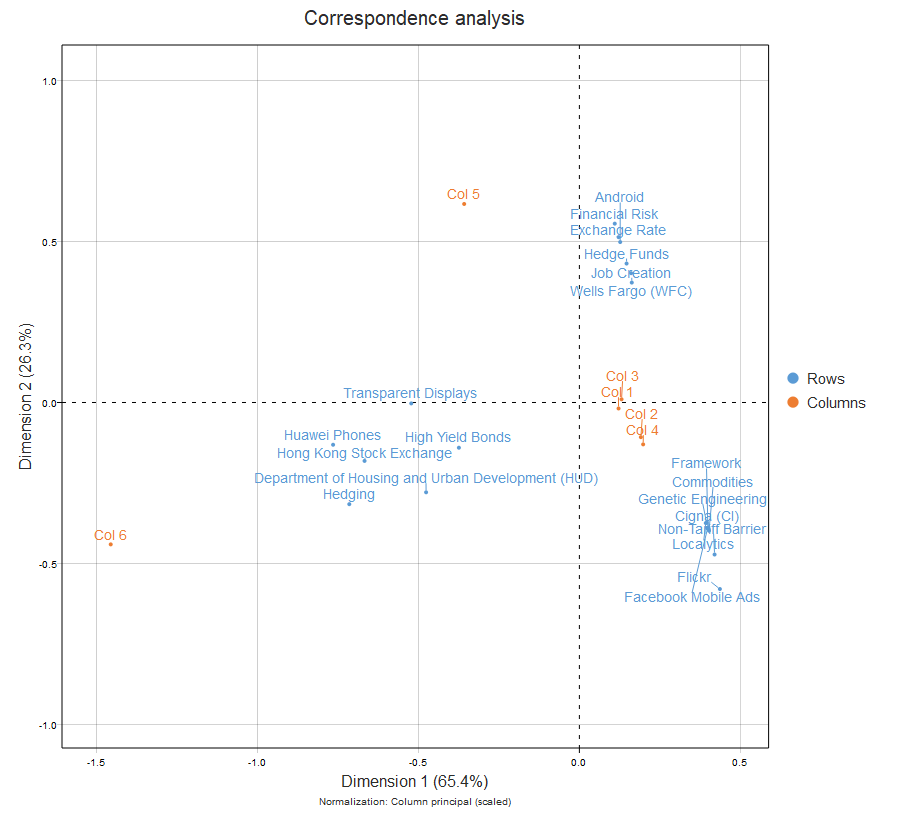 Correspondence analysis
1.0
Col 5
Android
Financial Risk
Exchange Rate
0.5
Hedge Funds
Job Creation
Wells Fargo (WFC)
Col 3
Rows
Transparent Displays
Col 1
0.0
Columns
Col 2
Dimension 2 (26.3%)
Col 4
Huawei Phones
High Yield Bonds
Hong Kong Stock Exchange
Framework
Department of Housing and Urban Development (HUD)
Commodities
Hedging
Genetic Engineering
Cigna (CI)
Non-Tariff Barrier
Col 6
Localytics
-0.5
Flickr
Facebook Mobile Ads
-1.0
-1.5
-1.0
-0.5
0.0
0.5
Dimension 1 (65.4%)
Normalization: Column principal (scaled)